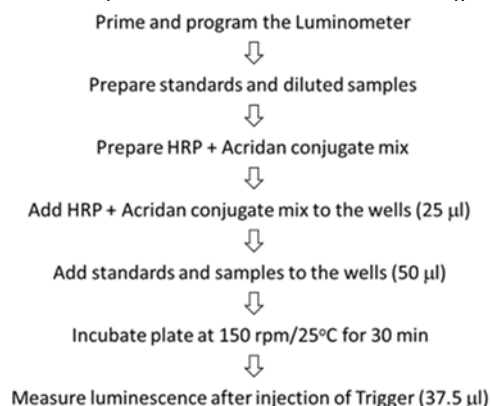 Prime and program the Luminometer
Prepare standards and diluted samples
Prepare HRP + Acridan conjugate mix
Add HRP + Acridan conjugate mix to the wells (25 µl)
Add standards and samples to the wells (50 µl)
Incubate plate at 150 rpm/25°C for 30 min
Measure luminescence after injection of Trigger (37.5 µl)